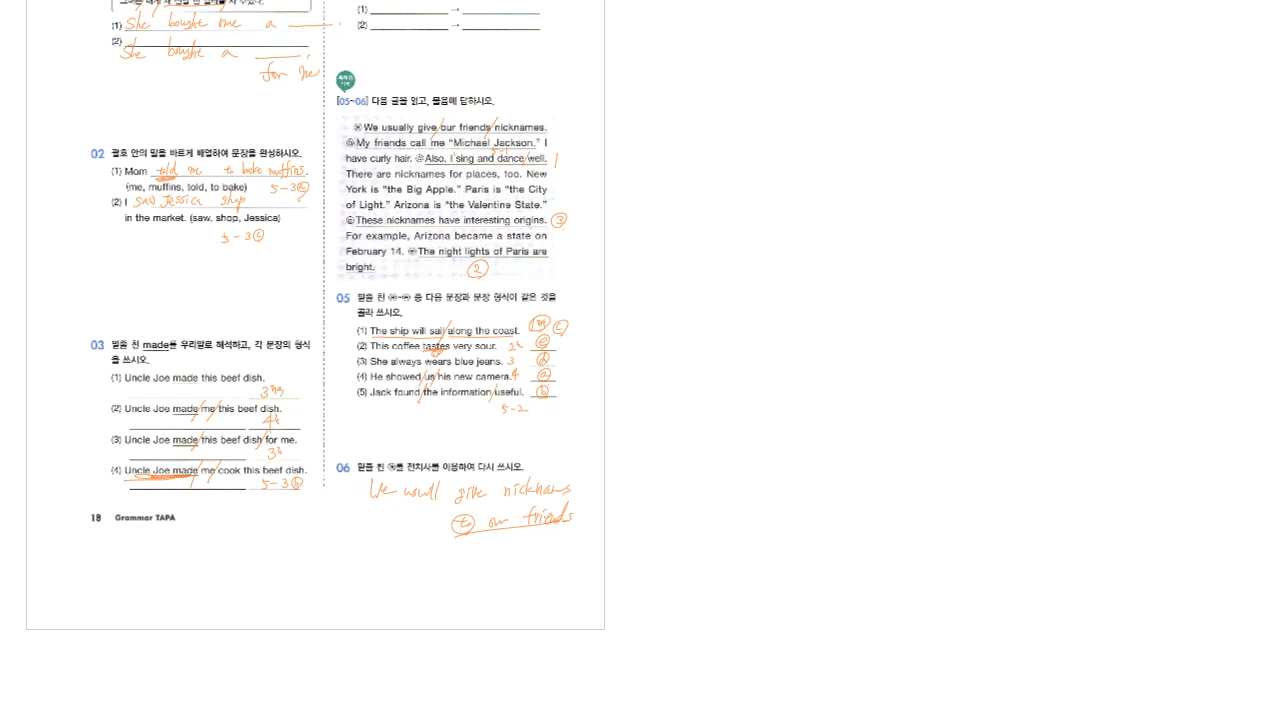 (1) She bought me a
(2)
She bought a
for me
02 괄호 안의 말을 바르게 배열하여 문장을 완성하시오.
(1) Mom told me to bake muffins.
(me, muffins, told, to bake) 5-3ⓑ
(2) I saw Jessica shop
in the market. (saw, shop, Jessica)
5-3ⓒ
03 밑줄 친 made를 우리말로 해석하고, 각 문장의 형식
을 쓰시오.
(1) Uncle Joe made this beef dish.
3형식
(2) Uncle Joe made me this beef dish.
4형
(3) Uncle Joe made this beef dish for me.
3형
(4) Uncle Joe made me cook this beef dish.
5-3ⓑ
18 Grammar TAPA
(1) →
(2) →
[05~06] 다음 글을 읽고, 물음에 답하시오.
We usually give our friends nicknames.
My friends call me “Michael Jackson.” I
5-1
have curly hair. Also, I sing and dance well. 1
There are nicknames for places, too. New
York is “the Big Apple.” Paris is “the City
of Light.” Arizona is “the Valentine State.”
These nicknames have interesting origins. ③
For example, Arizona became a state on
February 14. The night lights of Paris are
bright. ②
05 밑줄 친 ~ 중 다음 문장과 문장 형식이 같은 것을
골라 쓰시오.
(1) The ship will sail along the coast. ⓒ
(2) This coffee tastes very sour. 2형 ⓔ
(3) She always wears blue jeans. 3 ⓓ
(4) He showed us his new camera. 4 ⓐ
(5) Jack found the information useful. ⓑ
5-2
06 밑줄 친 를 전치사를 이용하여 다시 쓰시오.
We give
to our friends